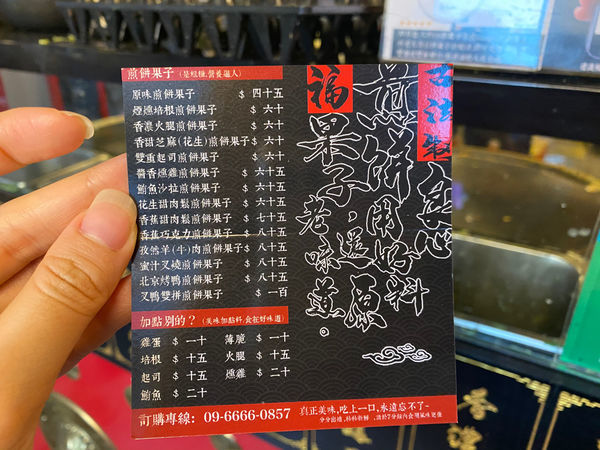 煎餅果子 (是粗糧,營養逼人)
原味煎餅果子 $ 四十五
煙燻培根煎餅果子 $ 六十
香濃火腿煎餅果子 $ 六十
香甜芝麻(花生)煎餅果子 $ 六十
雙重起司煎餅果子 $ 六十
醬香燻雞煎餅果子 $ 六十五
鮪魚沙拉煎餅果子 $ 六十五
花生甜肉鬆煎餅果子 $ 六十五
香蕉甜肉鬆煎餅果子 $ 七十五
香蕉巧克力煎餅果子 $ 八十五
孜然羊(牛)肉煎餅果子 $ 八十五
蜜汁叉燒煎餅果子 $ 八十五
北京烤鴨煎餅果子 $ 八十五
叉鴨雙拼煎餅果子 $ 一百
加點別的? (美味加點料,食在好味道)
雞蛋 $ 一十 薄脆 $ 一十
培根 $ 十五 火腿 $ 十五
起司 $ 十五 燻雞 $ 二十
鮪魚 $ 二十
訂購專線: 09-6666-0857
真正美味,吃上一口,永遠忘不了~
古法製
安心
煎餅用好料
果子,還原
老味道。
福